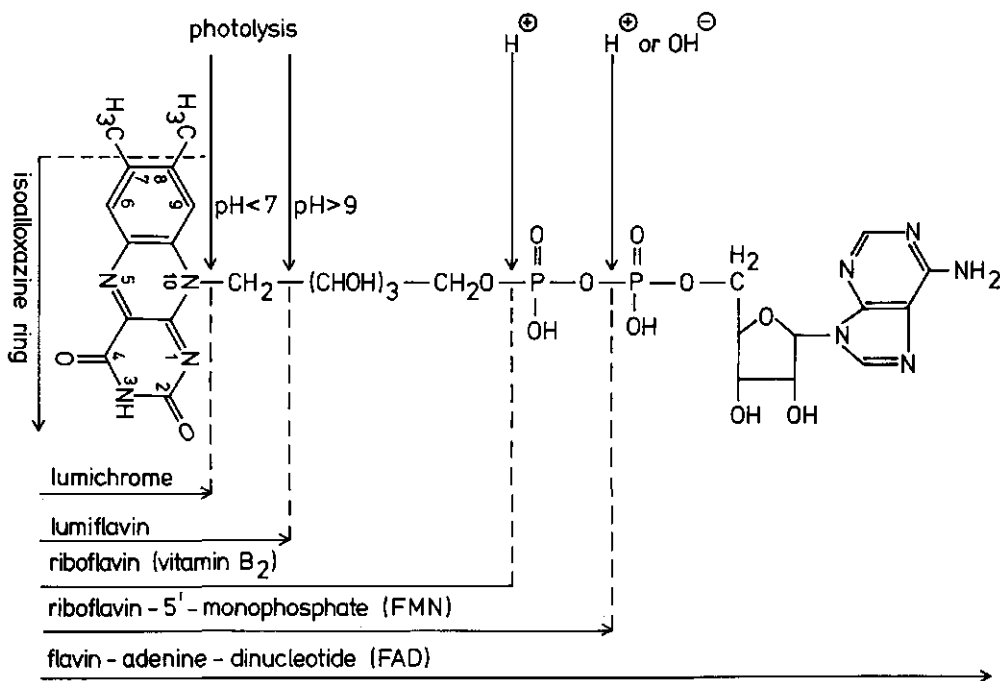 photolysis
H⊕
H⊕ or OH⊖
H3C
CH3
isoalloxazine ring
7
8
6
9
pH<7
pH>9
5
10
N
N—CH2—(CHOH)3—CH2O—P—O—P—O—
O
O
OH
OH
H2
C
O
OH
OH
N
N
N
N
NH2
O
4
3
NH
2
1
N
O
lumichrome
lumiflavin
riboflavin (vitamin B2)
riboflavin-5'-monophosphate (FMN)
flavin-adenine-dinucleotide (FAD)